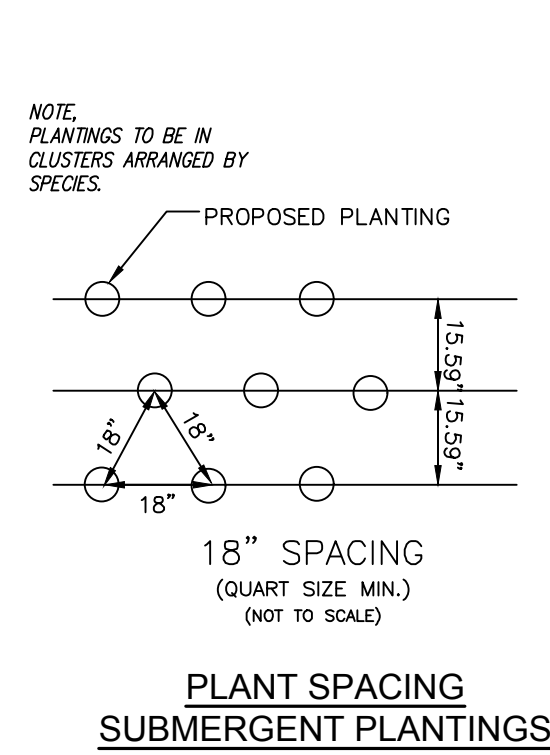 NOTE,
PLANTINGS TO BE IN
CLUSTERS ARRANGED BY
SPECIES.
PROPOSED PLANTING
15.59"
15.59"
18"
18"
18"
18" SPACING
(QUART SIZE MIN.)
(NOT TO SCALE)
PLANT SPACING
SUBMERGENT PLANTINGS